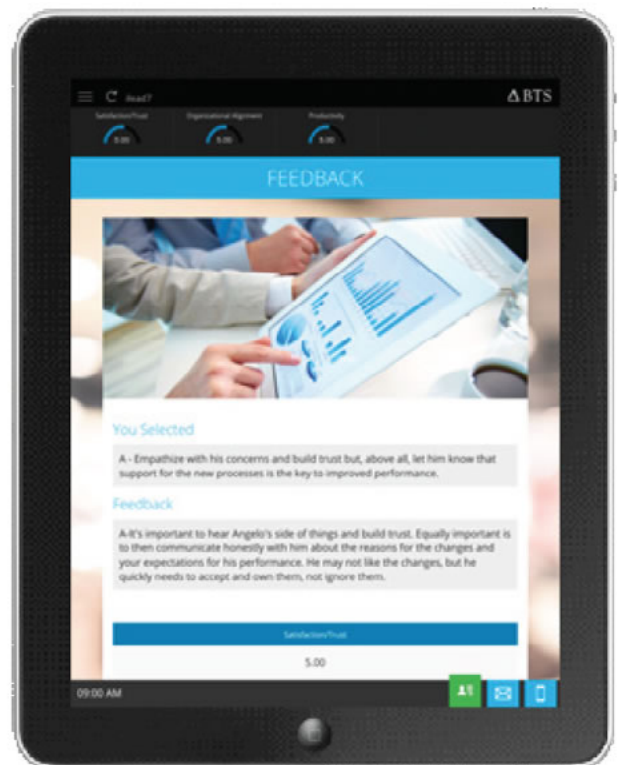 lead7
BTS
Satisfaction/Trust
Organizational Alignment
Productivity
5.00
5.00
5.00
FEEDBACK
You Selected
A - Empathize with his concerns and build trust but, above all, let him know that
support for the new processes is the key to improved performance.
Feedback
A-It's important to hear Angelo's side of things and build trust. Equally important is
to then communicate honestly with him about the reasons for the changes and
your expectations for his performance. He may not like the changes, but he
quickly needs to accept and own them, not ignore them.
Satisfaction/Trust
5.00
09:00 AM